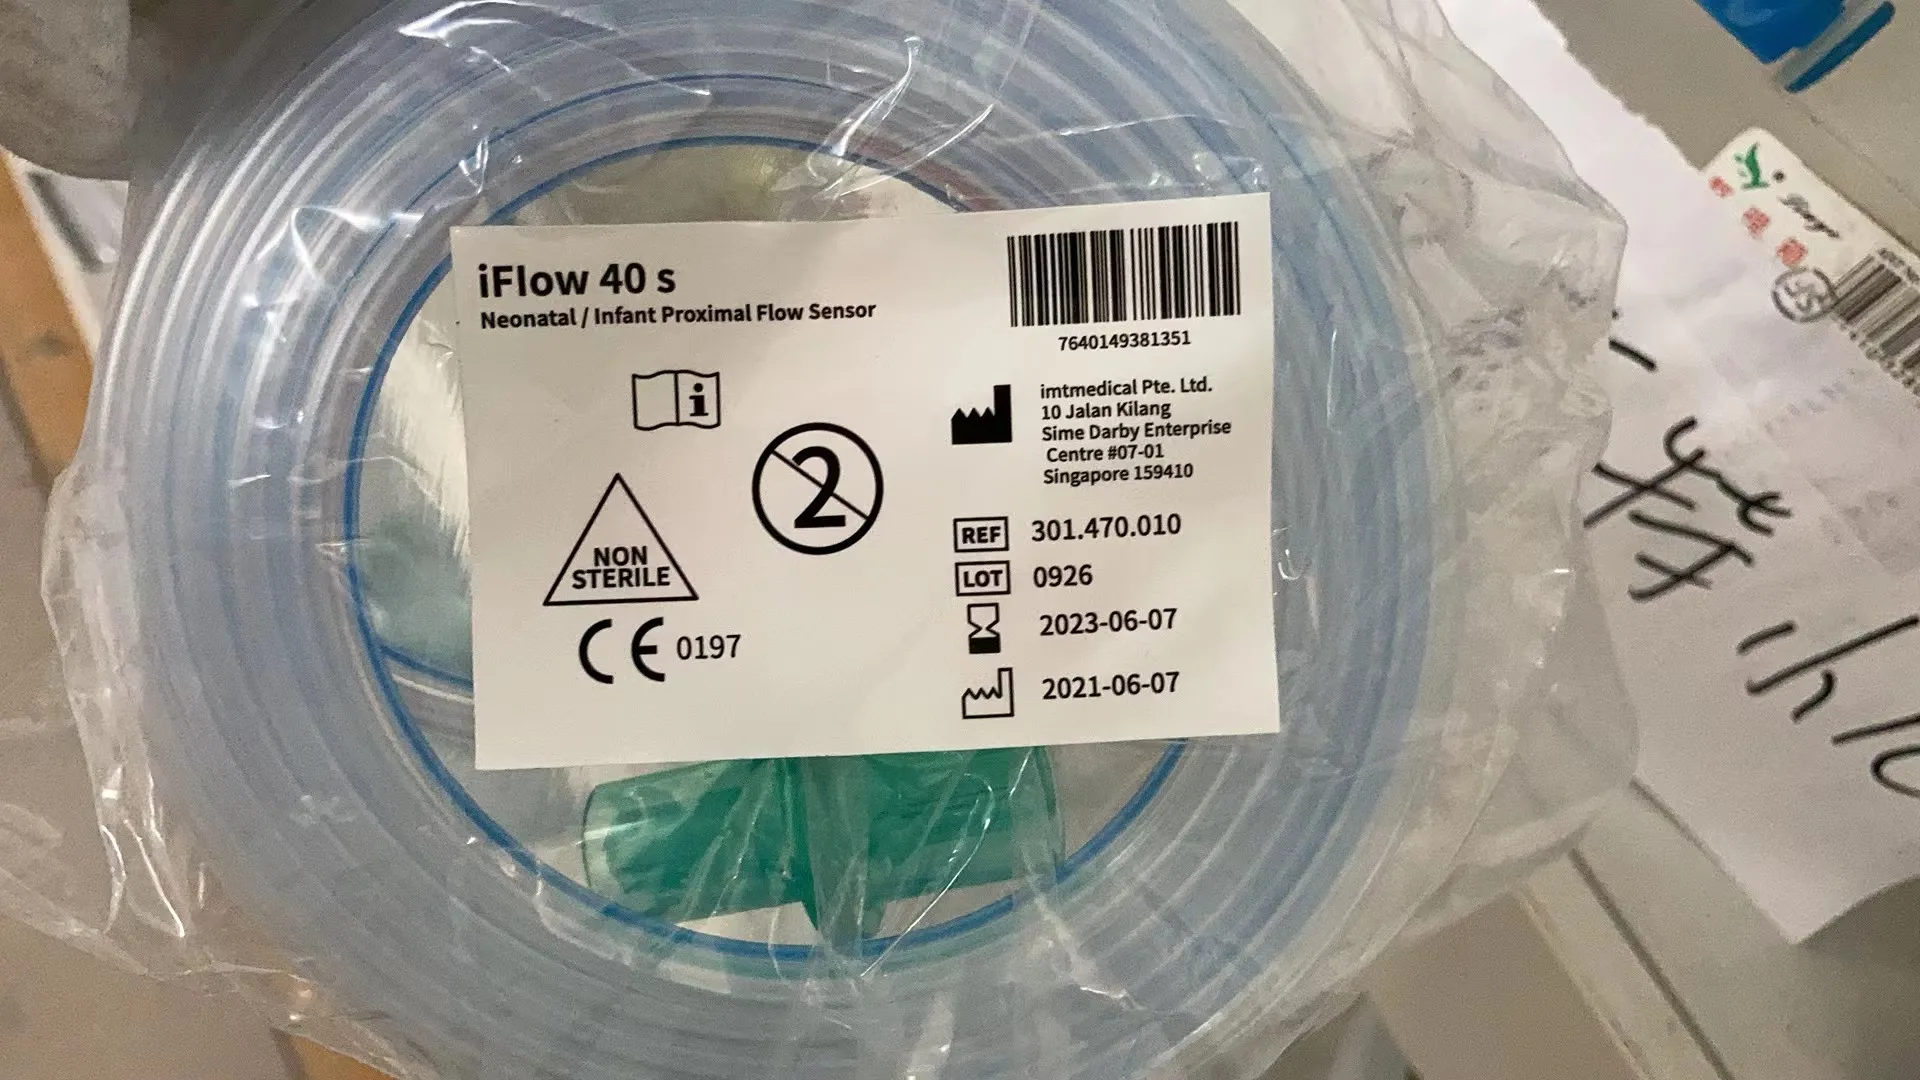 iFlow 40 s
Neonatal / Infant Proximal Flow Sensor
7640149381351
i
2
NON
STERILE
CE 0197
imtmedical Pte. Ltd.
10 Jalan Kilang
Sime Darby Enterprise
Centre #07-01
Singapore 159410
REF 301.470.010
LOT 0926
2023-06-07
2021-06-07